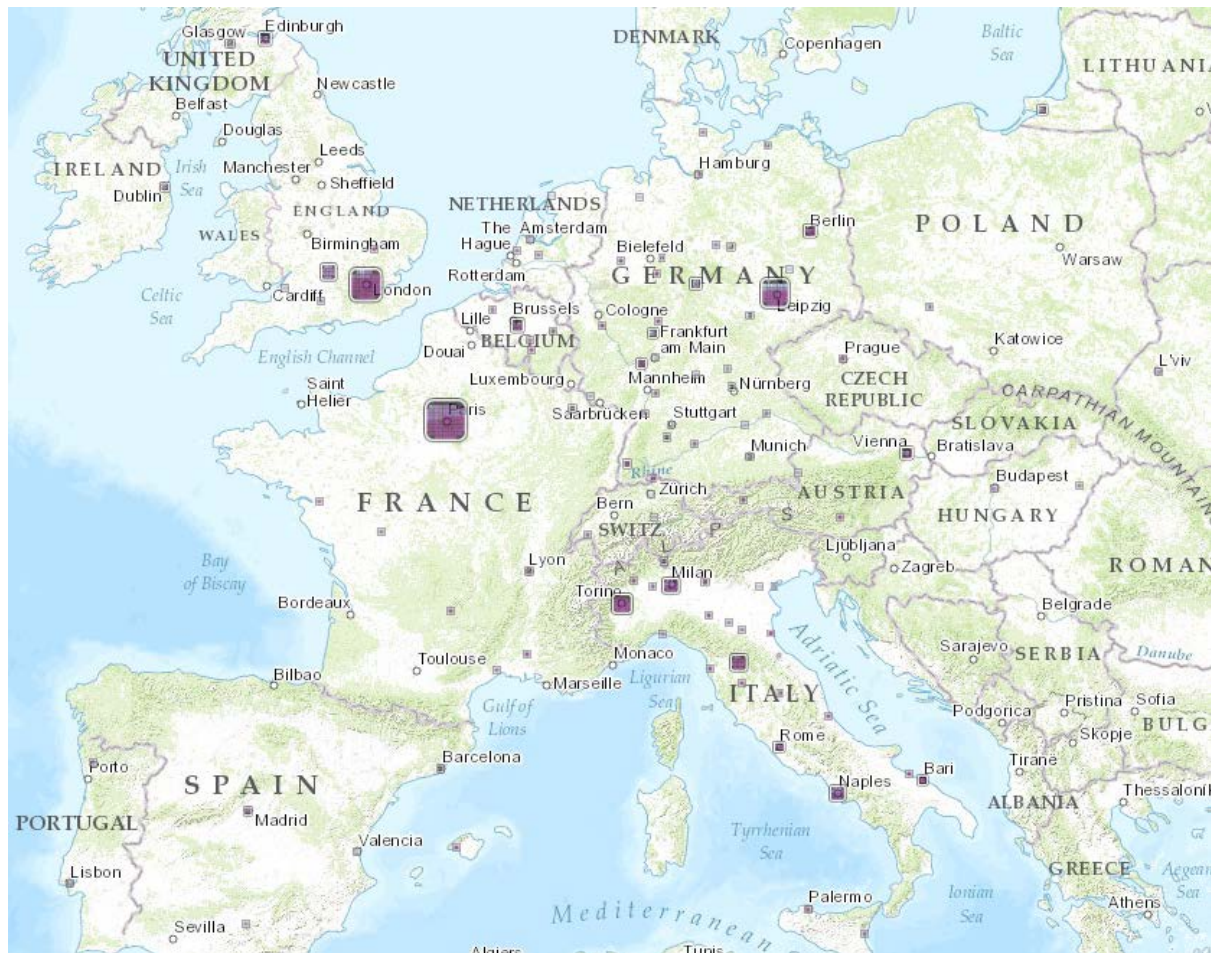 Glasgow
Edinburgh
DENMARK
Copenhagen
Baltic
Sea
UNITED
KINGDOM
LITHUANIA
Newcastle
Belfast
Douglas
Leeds
IRELAND
Irish
Sea
Manchester
Sheffield
Dublin
Hamburg
NETHERLANDS
ENGLAND
WALES
Birmingham
The
Hague
Amsterdam
Rotterdam
Bielefeld
Berlin
POLAND
Warsaw
GERMANY
Celtic
Sea
Cardiff
London
Leipzig
Lille
Brussels
Cologne
BELGIUM
Douai
English Channel
Frankfurt
am Main
Prague
Katowice
L'viv
Luxembourg
Mannheim
Nürnberg
CZECH
REPUBLIC
Saint
Helier
Saarbrücken
Paris
Stuttgart
CARPATHIAN MOUNTAIN
SLOVAKIA
Vienna
Bratislava
Munich
Rhine
Zürich
Budapest
FRANCE
Bern
AUSTRIA
HUNGARY
SWITZ.
ALPS
Ljubljana
Zagreb
ROMAN
Bay
of Biscay
Lyon
Milan
Torino
Bordeaux
Belgrade
Toulouse
Monaco
Adriatic Sea
Sarajevo
SERBIA
Danube
Bilbao
Marseille
Ligurian
Sea
ITALY
Gulf of
Lions
Pristina
Sofia
Podgorica
BULG
Skopje
Rome
Barcelona
Tirane
Porto
SPAIN
Naples
Bari
ALBANIA
Thessalonik
PORTUGAL
Madrid
Valencia
Tyrrhenian
Sea
Lisbon
GREECE
Aegean
Sea
Palermo
Ionian
Sea
Athens
Sevilla
Mediterranean
Sea
Algiers
Tunis